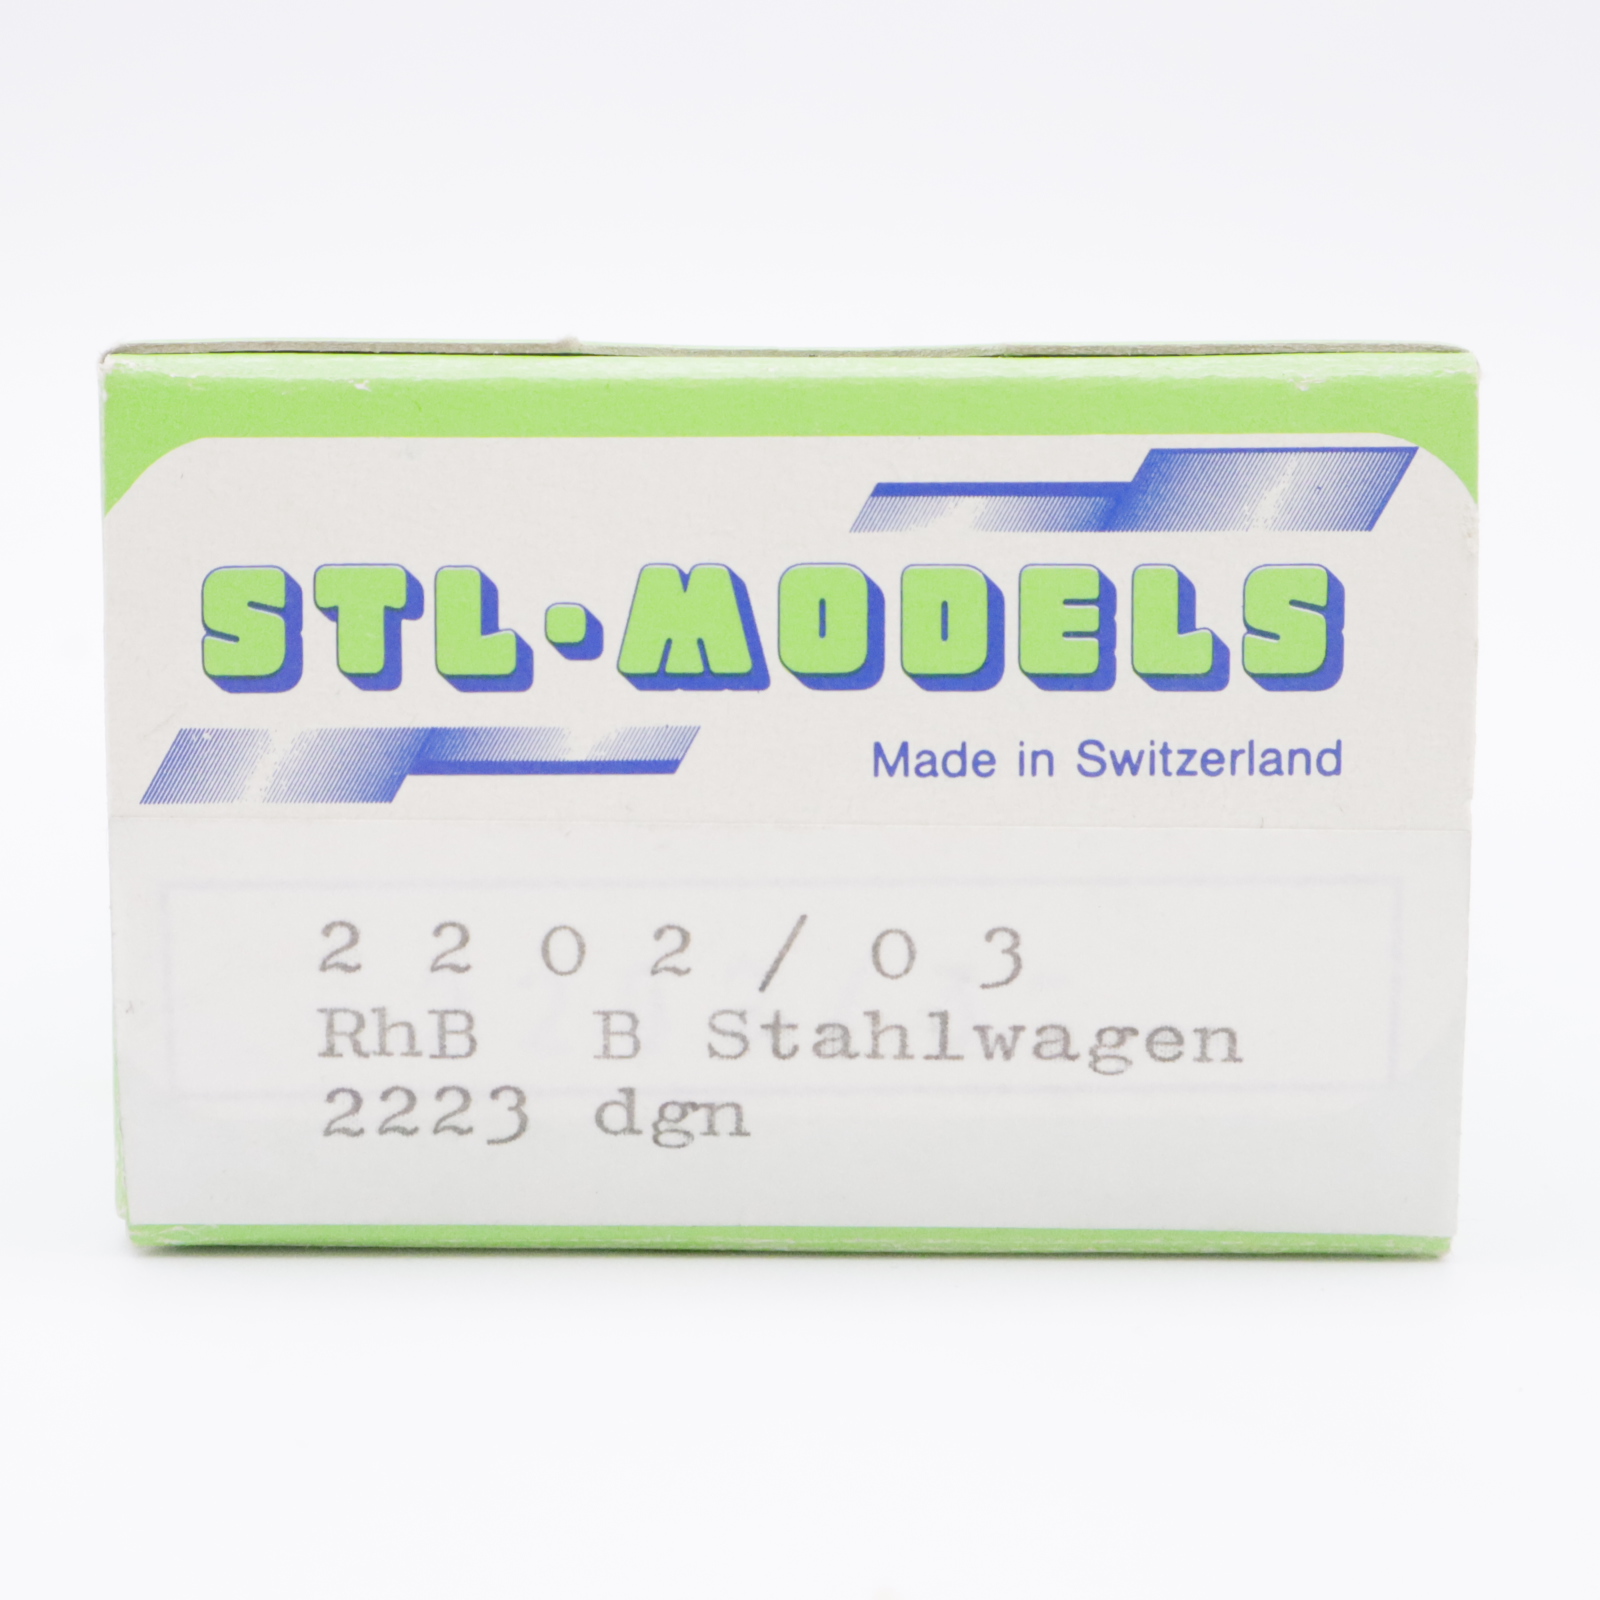 STL·MODELS
Made in Switzerland
2202/03
RhB B Stahlwagen
2223 dgn